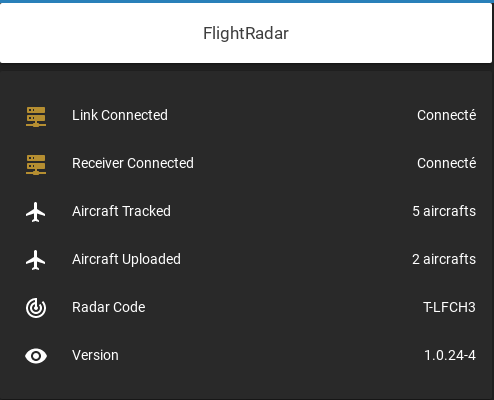 FlightRadar
Link Connected Connecté
Receiver Connected Connecté
Aircraft Tracked 5 aircrafts
Aircraft Uploaded 2 aircrafts
Radar Code T-LFCH3
Version 1.0.24-4